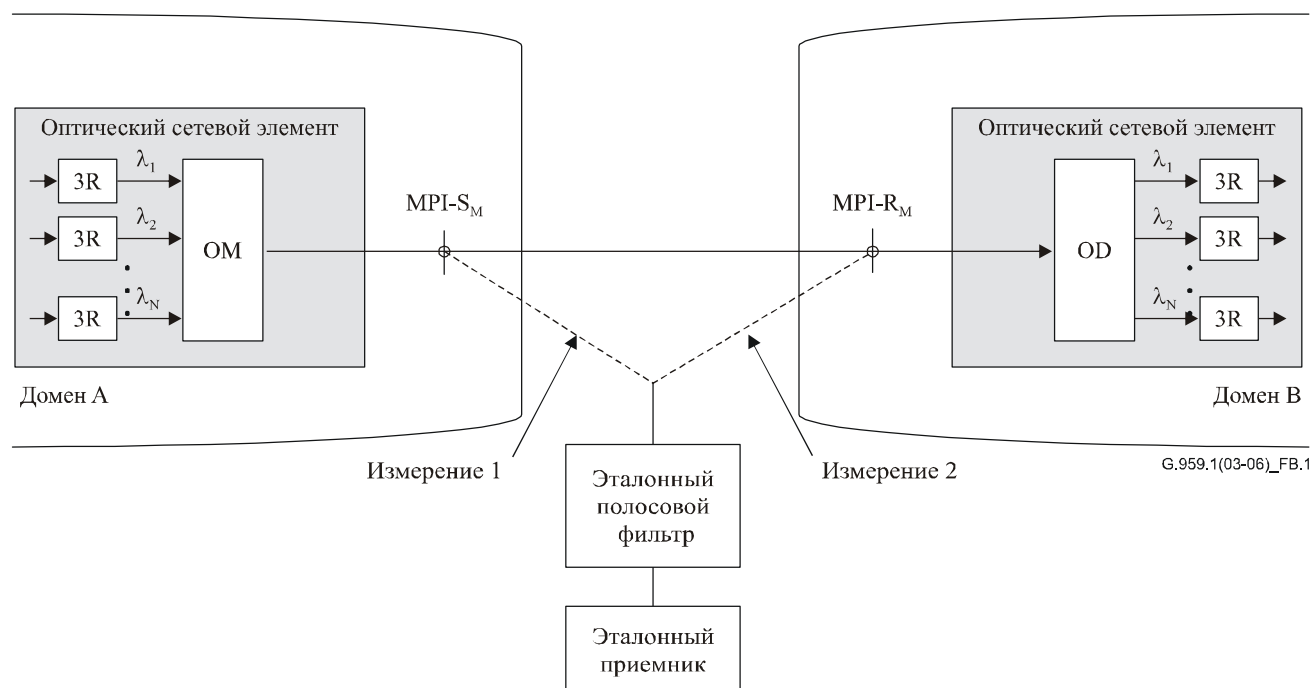 Оптический сетевой элемент
3R
λ1
3R
λ2
3R
λN
OM
Домен А
MPI-SM
MPI-RM
Оптический сетевой элемент
OD
λ1
3R
λ2
3R
λN
3R
Домен В
G.959.1(03-06)_FB.1
Измерение 1
Измерение 2
Эталонный
полосовой
фильтр
Эталонный
приемник